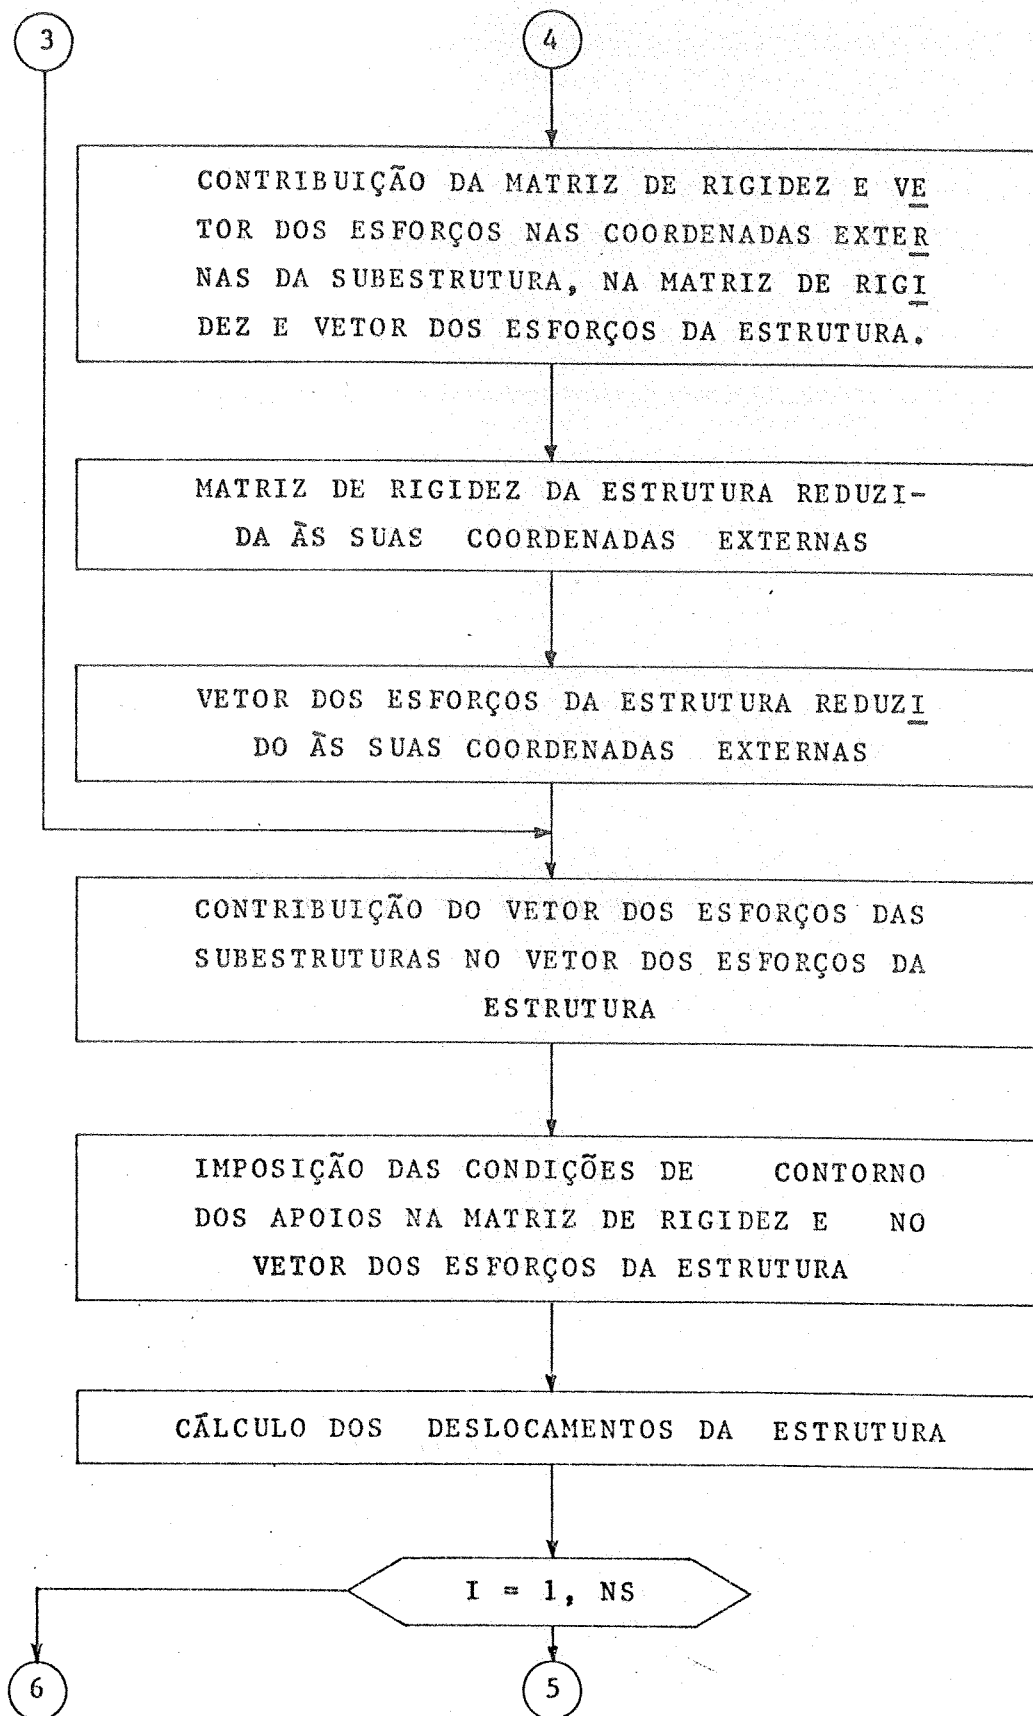 3
4
CONTRIBUIÇÃO DA MATRIZ DE RIGIDEZ E VE
TOR DOS ESFORÇOS NAS COORDENADAS EXTER
NAS DA SUBESTRUTURA, NA MATRIZ DE RIGI
DEZ E VETOR DOS ESFORÇOS DA ESTRUTURA.
MATRIZ DE RIGIDEZ DA ESTRUTURA REDUZI-
DA ÃS SUAS COORDENADAS EXTERNAS
VETOR DOS ESFORÇOS DA ESTRUTURA REDUZI
DO ÃS SUAS COORDENADAS EXTERNAS
CONTRIBUIÇÃO DO VETOR DOS ESFORÇOS DAS
SUBESTRUTURAS NO VETOR DOS ESFORÇOS DA
ESTRUTURA
IMPOSIÇÃO DAS CONDIÇÕES DE CONTORNO
DOS APOIOS NA MATRIZ DE RIGIDEZ E NO
VETOR DOS ESFORÇOS DA ESTRUTURA
CÃLCULO DOS DESLOCAMENTOS DA ESTRUTURA
I = 1, NS
6
5